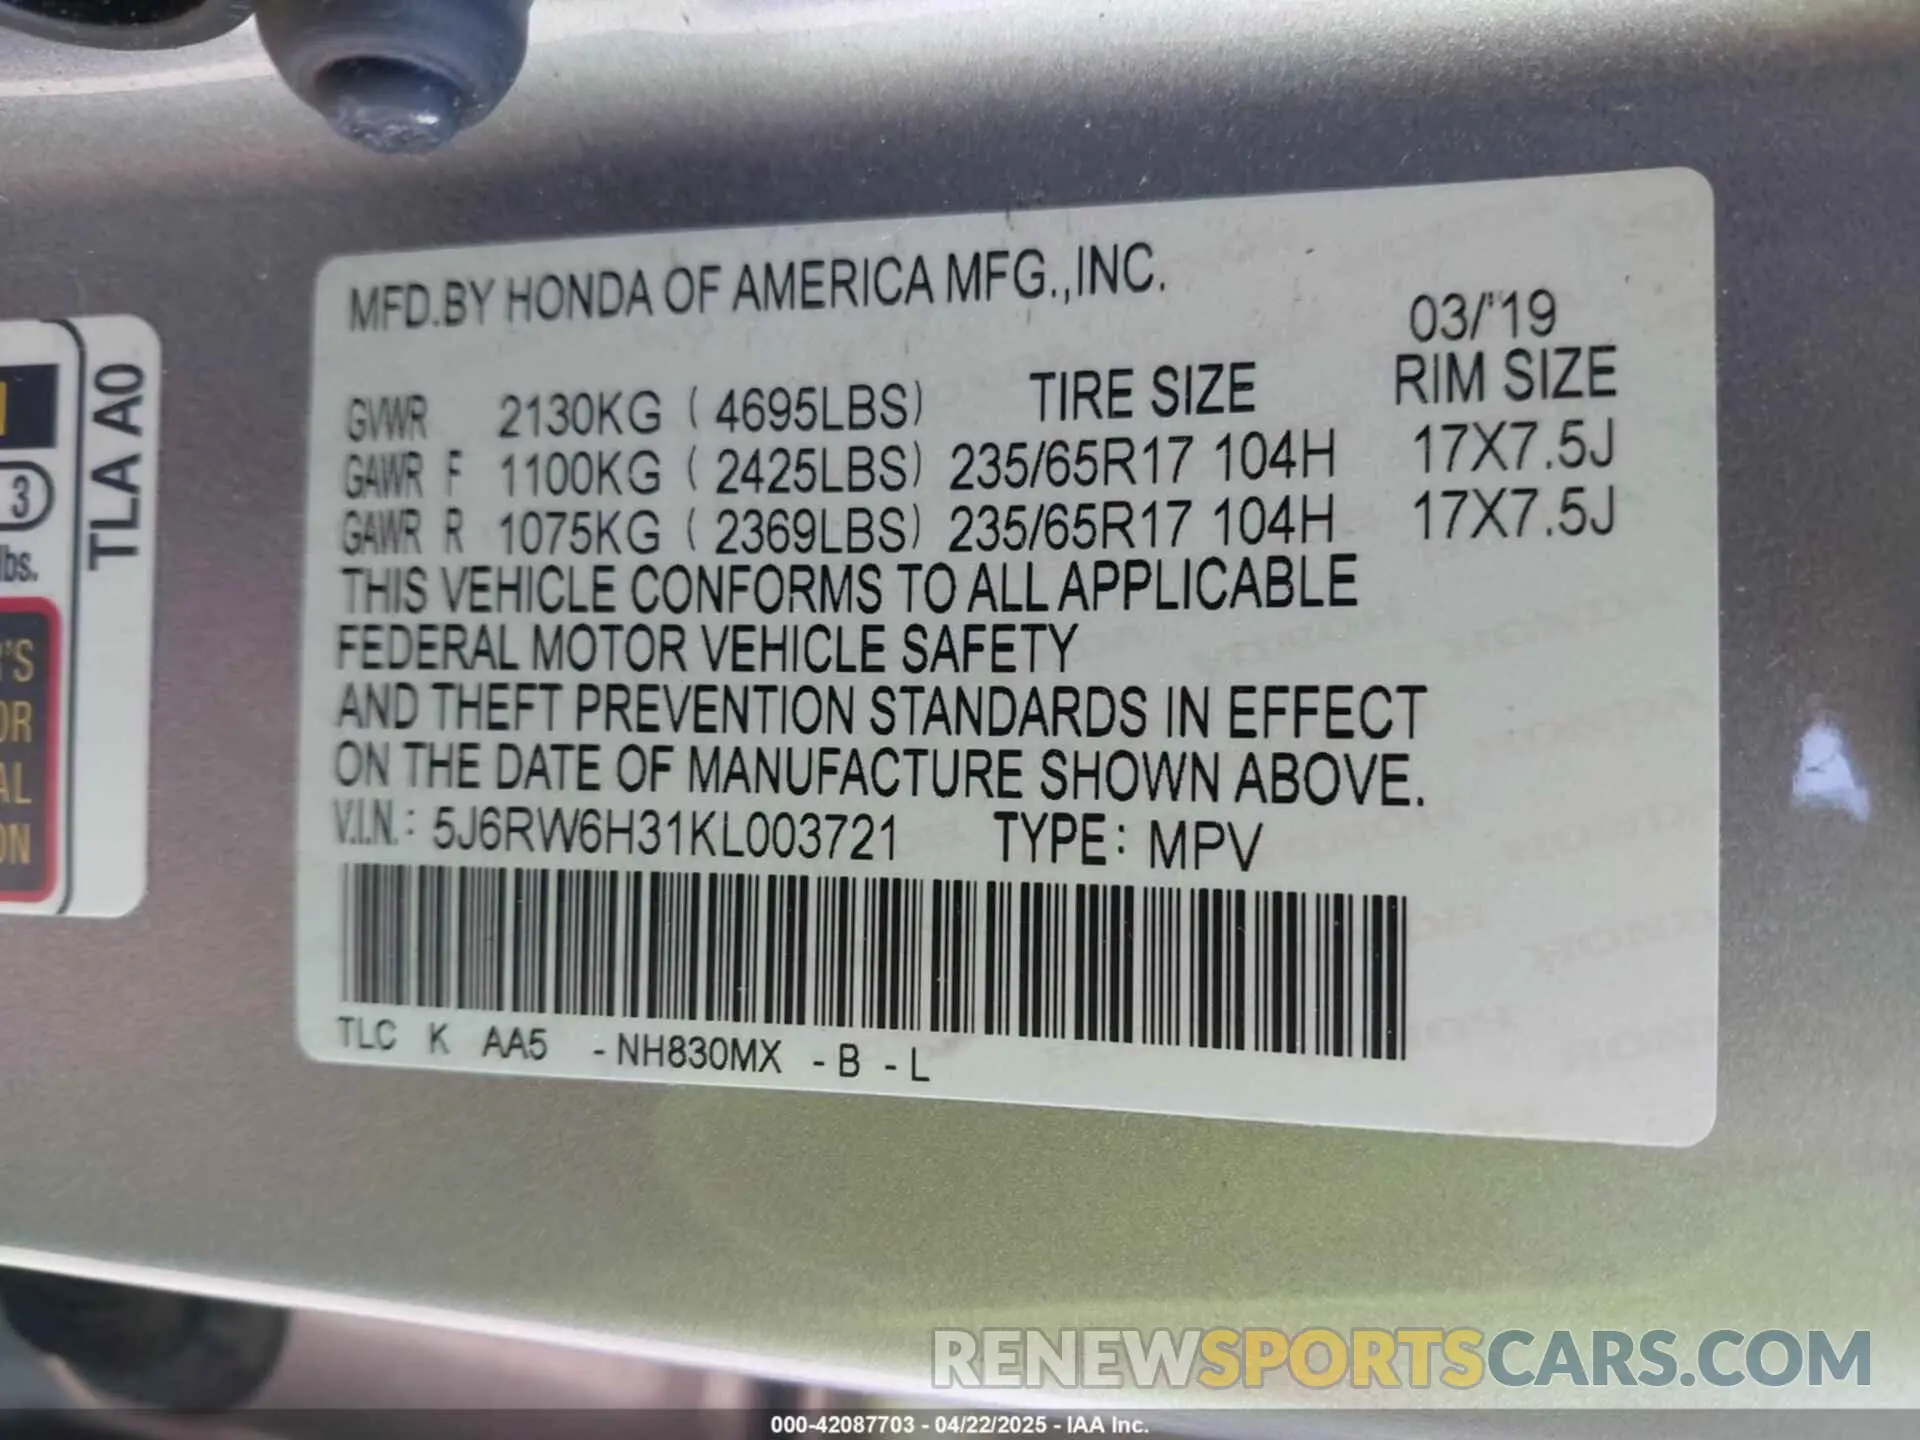 MFD.BY HONDA OF AMERICA MFG.,INC.
03/'19
GVWR 2130KG ( 4695LBS) TIRE SIZE RIM SIZE
GAWR F 1100KG ( 2425LBS) 235/65R17 104H 17X7.5J
GAWR R 1075KG ( 2369LBS) 235/65R17 104H 17X7.5J
THIS VEHICLE CONFORMS TO ALL APPLICABLE
FEDERAL MOTOR VEHICLE SAFETY
AND THEFT PREVENTION STANDARDS IN EFFECT
ON THE DATE OF MANUFACTURE SHOWN ABOVE.
V.I.N.: 5J6RW6H31KL003721 TYPE: MPV
TLC K AA5 -NH830MX -B -L
TLA A0
3
lbs.
RENEWSPORTSCARS.COM
000-42087703 - 04/22/2025 - IAA Inc.